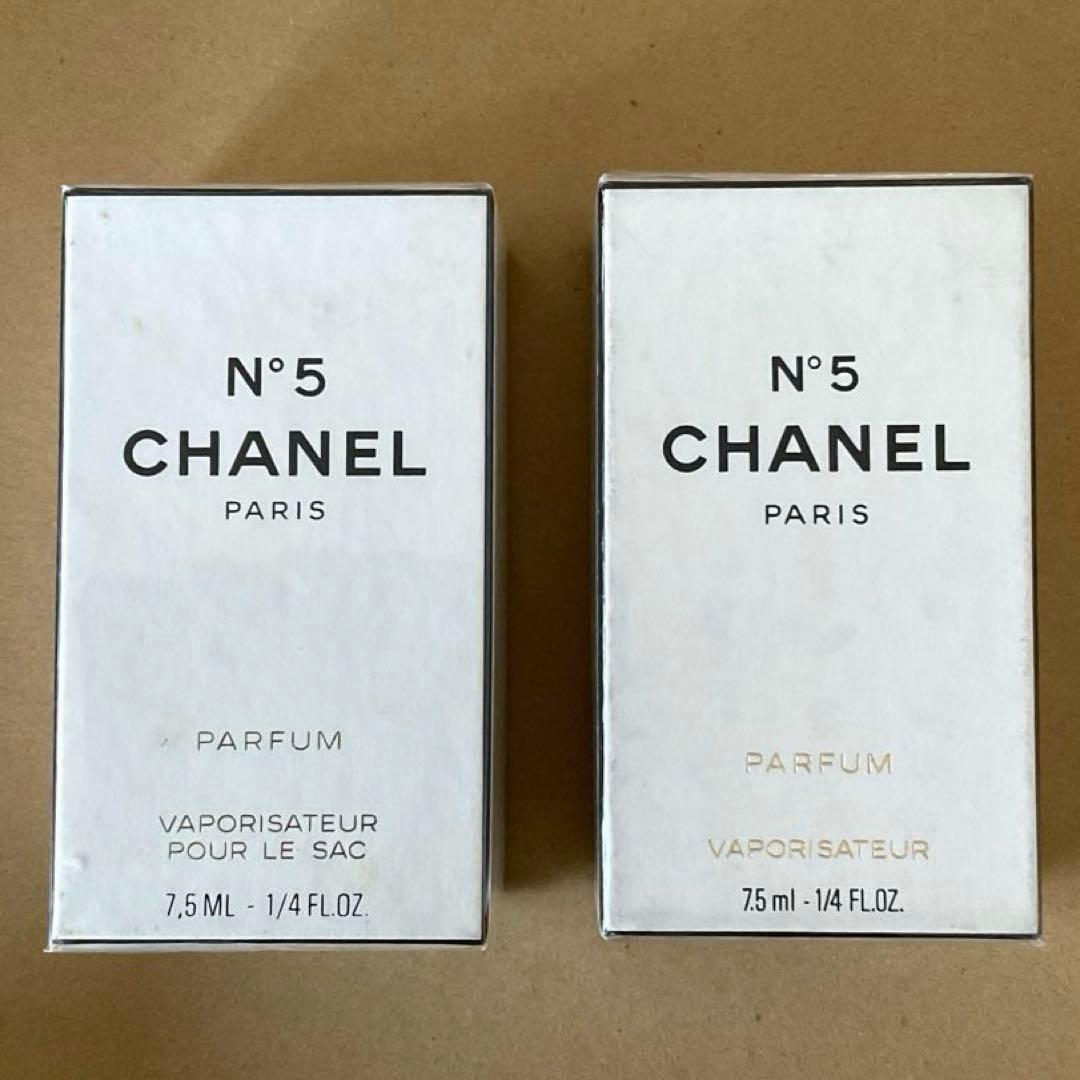 N°5
CHANEL
PARIS
PARFUM
VAPORISATEUR
POUR LE SAC
7,5 ML - 1/4 FL.OZ.
N°5
CHANEL
PARIS
PARFUM
VAPORISATEUR
7.5 ml - 1/4 FL.OZ.